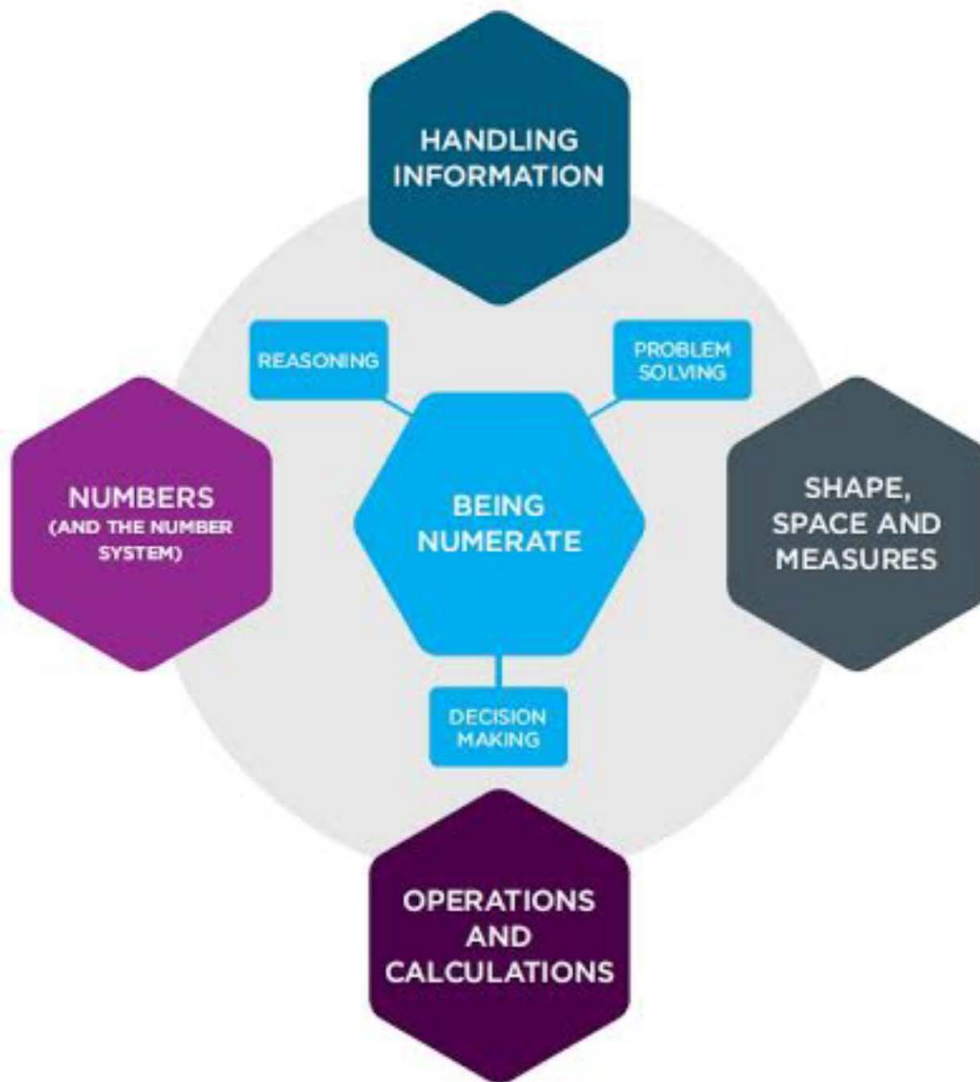 HANDLING
INFORMATION
REASONING
PROBLEM
SOLVING
NUMBERS
(AND THE NUMBER
SYSTEM)
BEING
NUMERATE
SHAPE,
SPACE AND
MEASURES
DECISION
MAKING
OPERATIONS
AND
CALCULATIONS